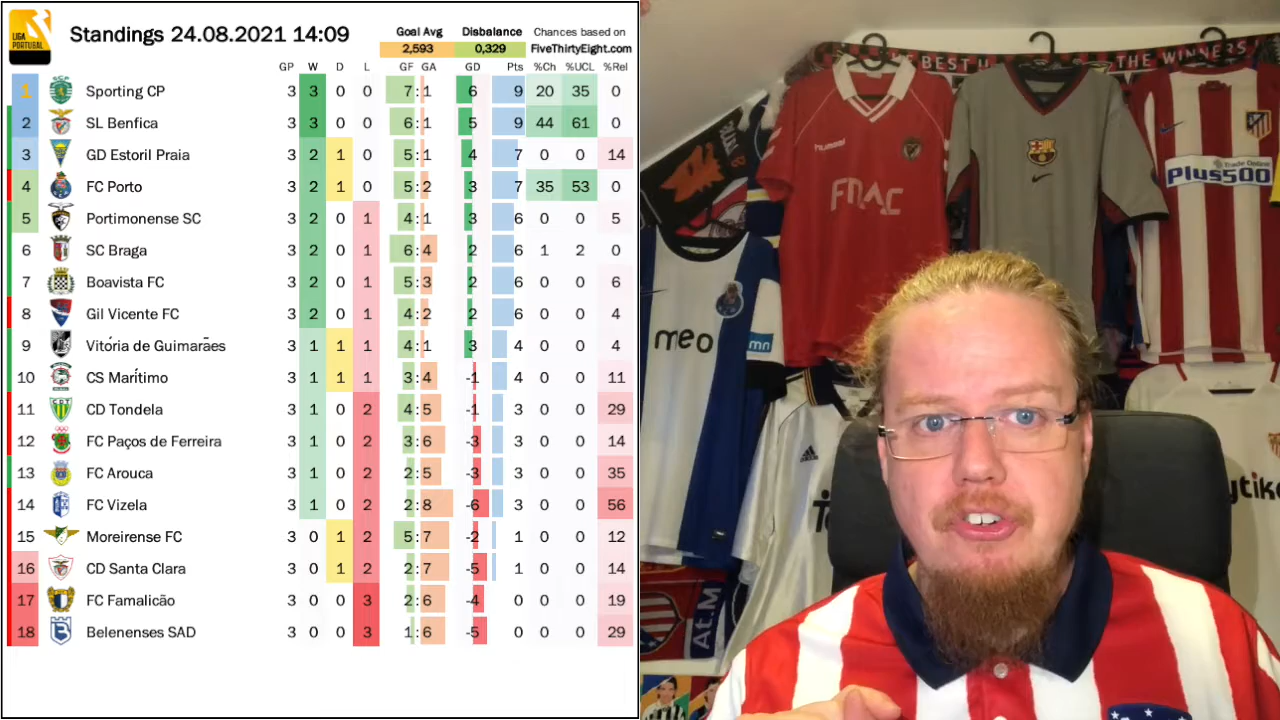 LIGA
PORTUGAL
Standings 24.08.2021 14:09
Goal Avg Disbalance Chances based on
2,593 0,329 FiveThirtyEight.com
GP W D L GF GA GD Pts %Ch %UCL %Rel
1 Sporting CP 3 3 0 0 7:1 6 9 20 35 0
2 SL Benfica 3 3 0 0 6:1 5 9 44 61 0
3 GD Estoril Praia 3 2 1 0 5:1 4 7 0 0 14
4 FC Porto 3 2 1 0 5:2 3 7 35 53 0
5 Portimonense SC 3 2 0 1 4:1 3 6 0 0 5
6 SC Braga 3 2 0 1 6:4 2 6 1 2 0
7 Boavista FC 3 2 0 1 5:3 2 6 0 0 6
8 Gil Vicente FC 3 2 0 1 4:2 2 6 0 0 4
9 Vitória de Guimarães 3 1 1 1 4:1 3 4 0 0 4
10 CS Marítimo 3 1 1 1 3:4 -1 4 0 0 11
11 CD Tondela 3 1 0 2 4:5 -1 3 0 0 29
12 FC Paços de Ferreira 3 1 0 2 3:6 -3 3 0 0 14
13 FC Arouca 3 1 0 2 2:5 -3 3 0 0 35
14 FC Vizela 3 1 0 2 2:8 -6 3 0 0 56
15 Moreirense FC 3 0 1 2 5:7 -2 1 0 0 12
16 CD Santa Clara 3 0 1 2 2:7 -5 1 0 0 14
17 FC Famalicão 3 0 0 3 2:6 -4 0 0 0 19
18 Belenenses SAD 3 0 0 3 1:6 -5 0 0 0 29
THE BEST THE WINNERS
hummel
FNAC
Trade Option
Plus500
meo
mn
adidas
ytike
At.M